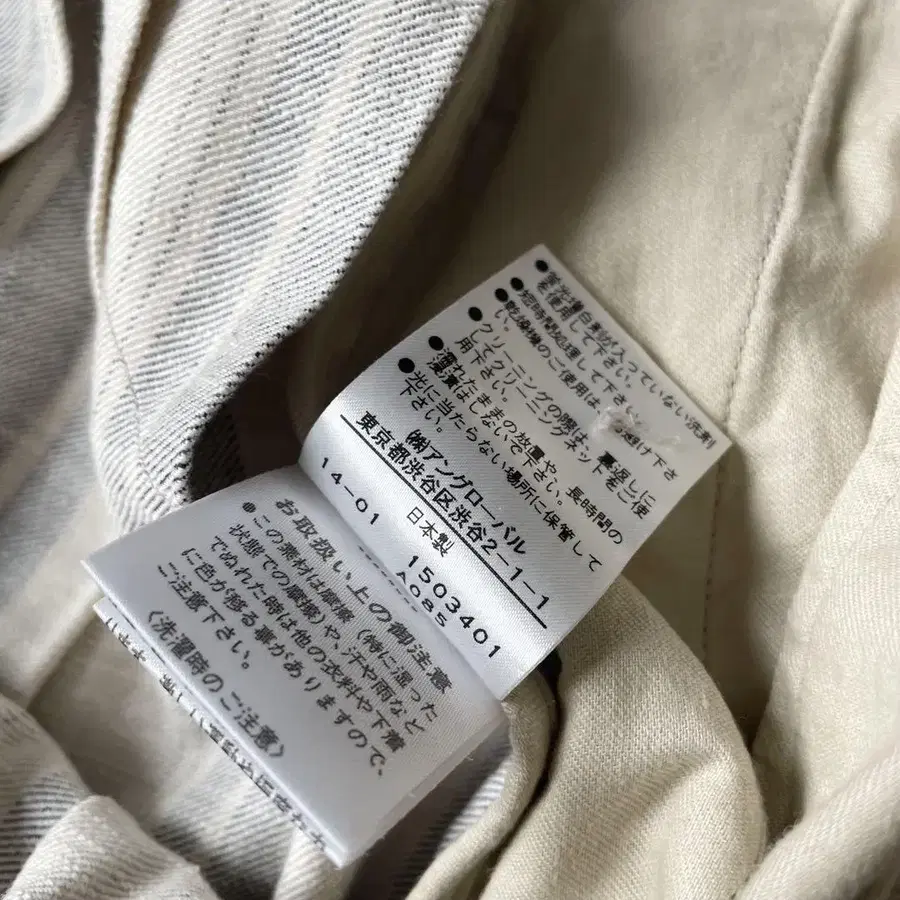 ●蛍光増白剤が入っていない洗剤
を使用して下さい。
●短時間処理して下さい。
●乾燥機のご使用はお避け下さ
い。
●クリーニングの際は、裏返しに
してクリーニングネットをご使
用下さい。
●濡れたままの放置や、長時間の
浸漬はしないで下さい。
●光に当たらない場所に保管して
下さい。
㈱アングローバル
東京都渋谷区渋谷2-1-1
日本製
14-01 1503401
A085
お取扱い上の御注意
●この素材は摩擦(特に湿った
状態での摩擦)や、汗や雨など
でぬれた時は他の衣料や下着
に色が移る事がありますので、
ご注意下さい。
〈洗濯時のご注意〉